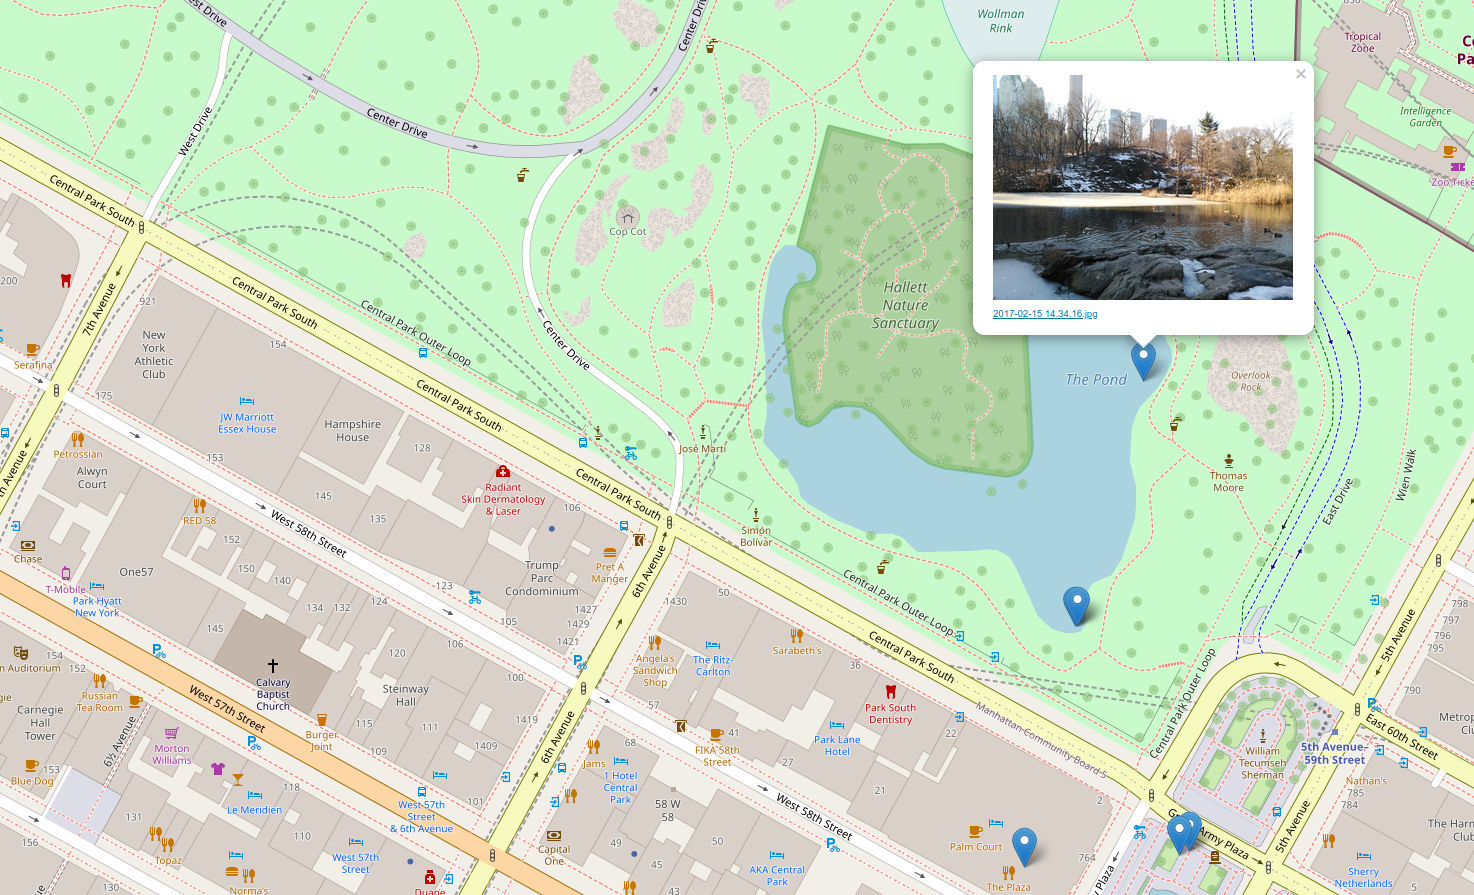 West Drive
Center Drive
Wollman
Rink
Tropical
Zone
Intelligence
Garden
Zoo
West Drive
Center Drive
Central Park South
Cop Cot
Hallett
Nature
Sanctuary
2017-02-15 14.34.16.jpg
200
921
7th Avenue
New
York
Athletic
Club
154
Central Park South
Central Park Outer Loop
Center Drive
Serafina
175
JW Marriott
Essex House
Central Park South
The Pond
Overlook
Rock
Petrossian
Hampshire
House
128
153
Alwyn
Court
145
135
Radiant
Skin Dermatology
& Laser
106
José Martí
Central Park South
Thomas
Moore
Wien Walk
East Drive
RED 58
West 58th Street
Simón
Bolívar
Chase
152
One57
150
140
134
132
Trump
Parc
Condominium
Pret A
Manger
6th Avenue
T-Mobile
Park Hyatt
New York
145
123
105
1427
1429
1421
1430
50
Central Park Outer Loop
Central Park South
5th Avenue
798
796
797
795
154
152
Calvary
Baptist
Church
120
106
100
Angela's
Sandwich
Shop
The Ritz-
Carlton
Sarabeth's
36
Russian
Tea Room
Carnegie
Hall
Tower
West 57th Street
Steinway
Hall
115
1419
57
Park South
Dentistry
Manhattan Community Board 5
Central Park Outer Loop
790
East 60th Street
Burger
Joint
109
1409
6th Avenue
68
41
FIKA 58th
Street
Park Lane
Hotel
22
6½ Avenue
Morton
Williams
Jams
1 Hotel
Central
Park
27
William
Tecumseh
Sherman
5th Avenue-
59th Street
Blue Dog
153
Le Meridien
118
West 57th
Street
& 6th Avenue
101
58 W
58
21
West 58th Street
2
Nathan's
785
784
131
110
156
Topaz
West 57th
Street
Capital
One
49
45
Palm Court
764
Grand Army Plaza
5th Avenue
130
Norma's
Duane
43
AKA Central
Park
The Plaza
Sherry
Netherlands